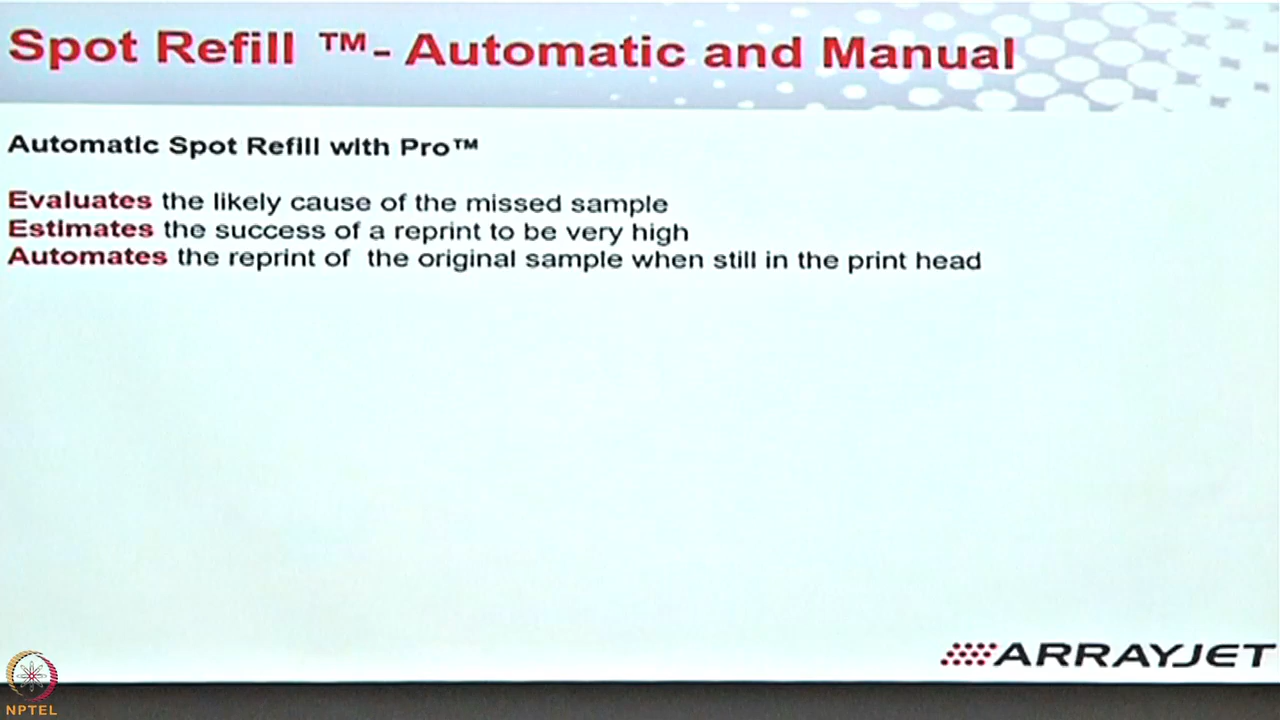 Spot Refill ™- Automatic and Manual
Automatic Spot Refill with Pro™
Evaluates the likely cause of the missed sample
Estimates the success of a reprint to be very high
Automates the reprint of the original sample when still in the print head
ARRAYJET
NPTEL